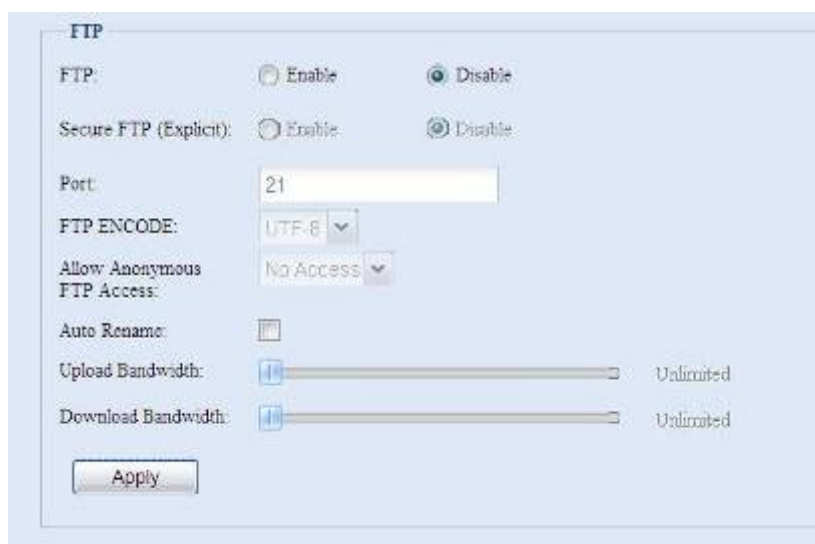 FTP
FTP: Enable Disable
Secure FTP (Explicit): Enable Disable
Port: 21
FTP ENCODE: UTF-8
Allow Anonymous
FTP Access: No Access
Auto Rename:
Upload Bandwidth: Unlimited
Download Bandwidth: Unlimited
Apply